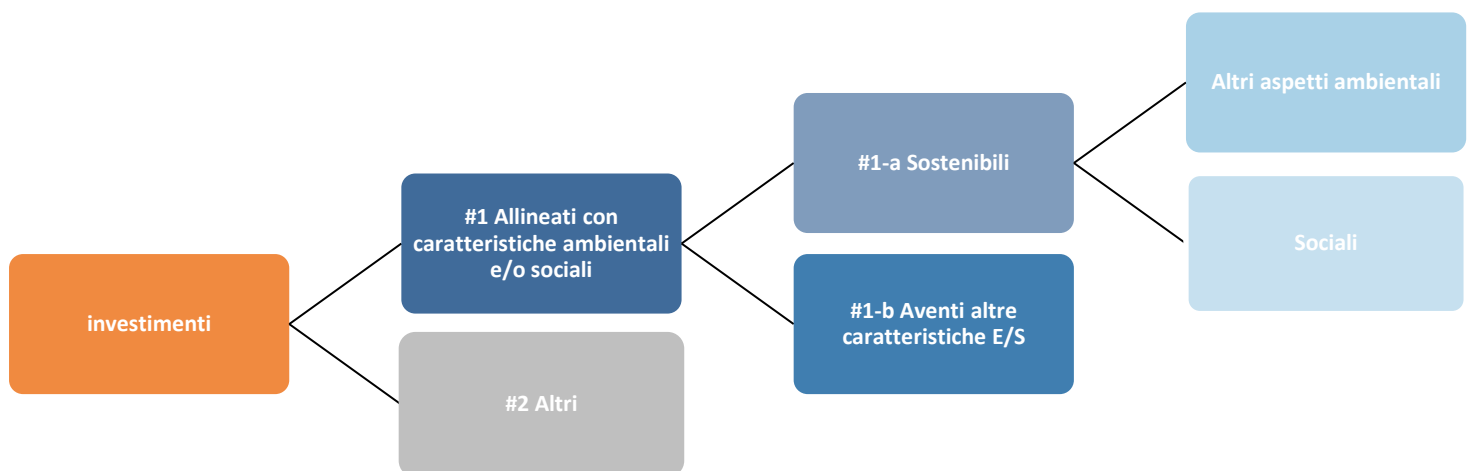 investimenti
#1 Allineati con
caratteristiche ambientali
e/o sociali
#2 Altri
#1-a Sostenibili
#1-b Aventi altre
caratteristiche E/S
Altri aspetti ambientali
Sociali